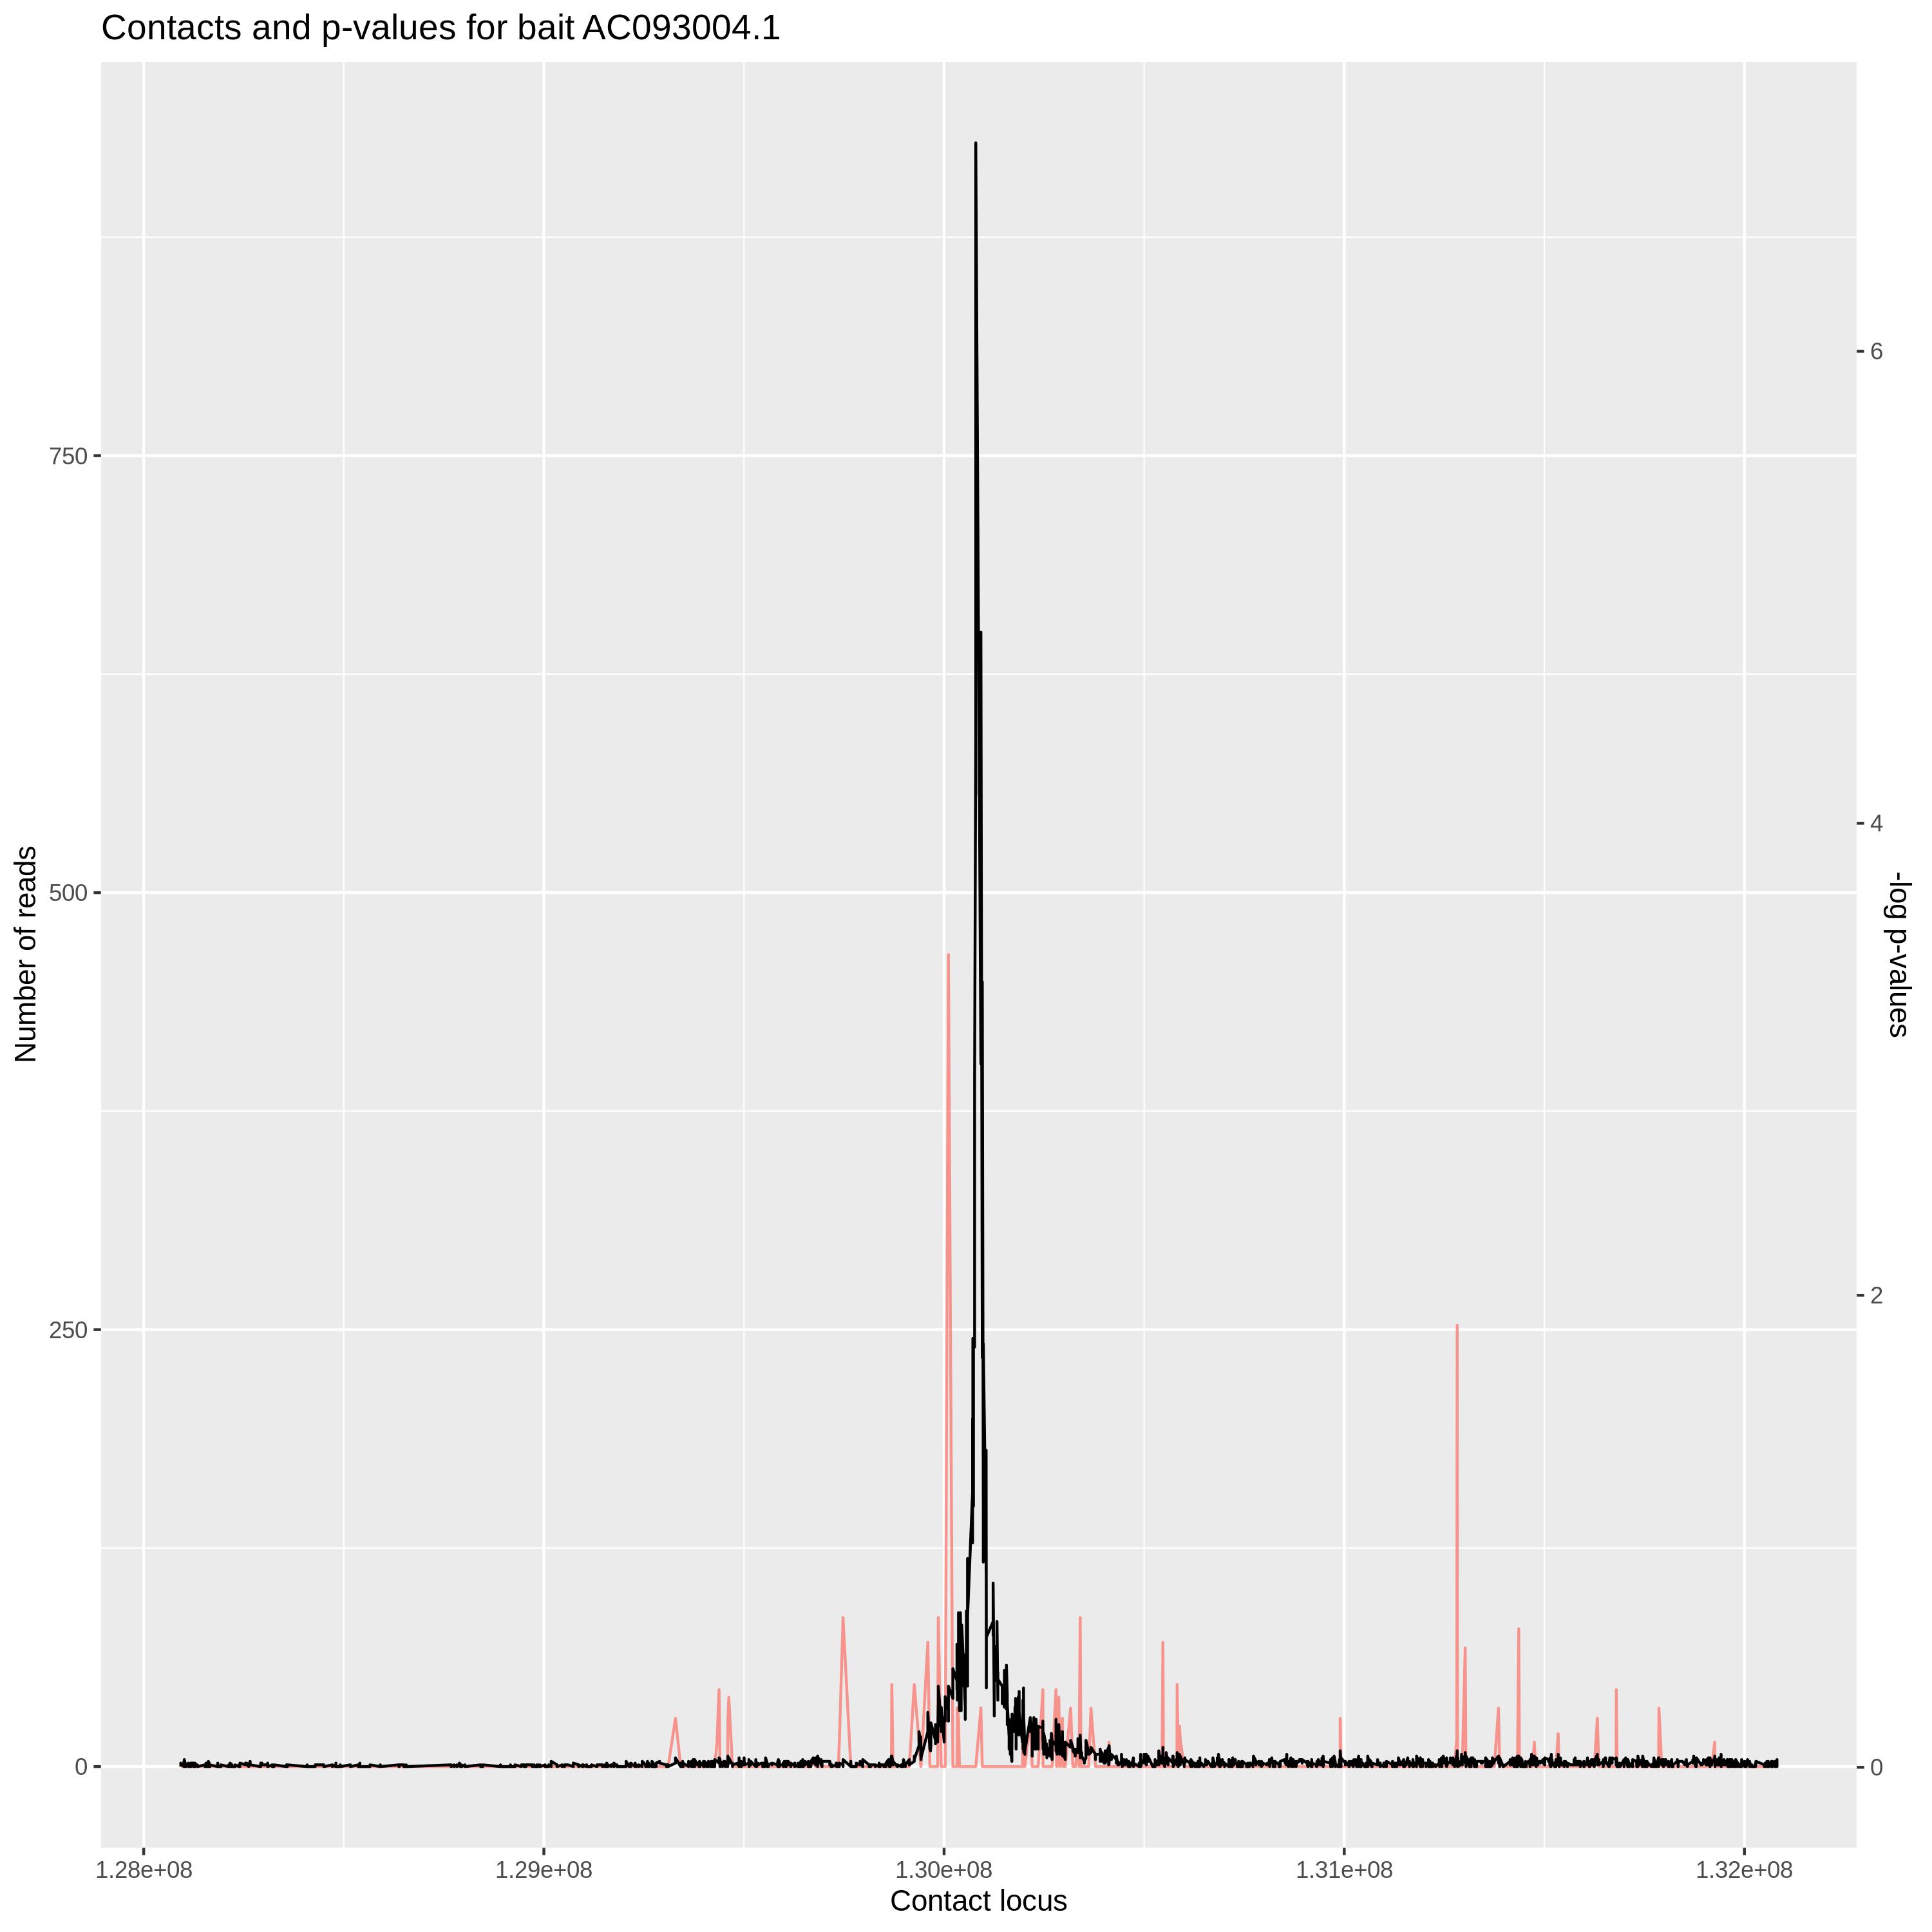 Contacts and p-values for bait AC093004.1
Number of reads
750
500
250
0
6
4
2
0
-log p-values
1.28e+08
1.29e+08
1.30e+08
1.31e+08
1.32e+08
Contact locus